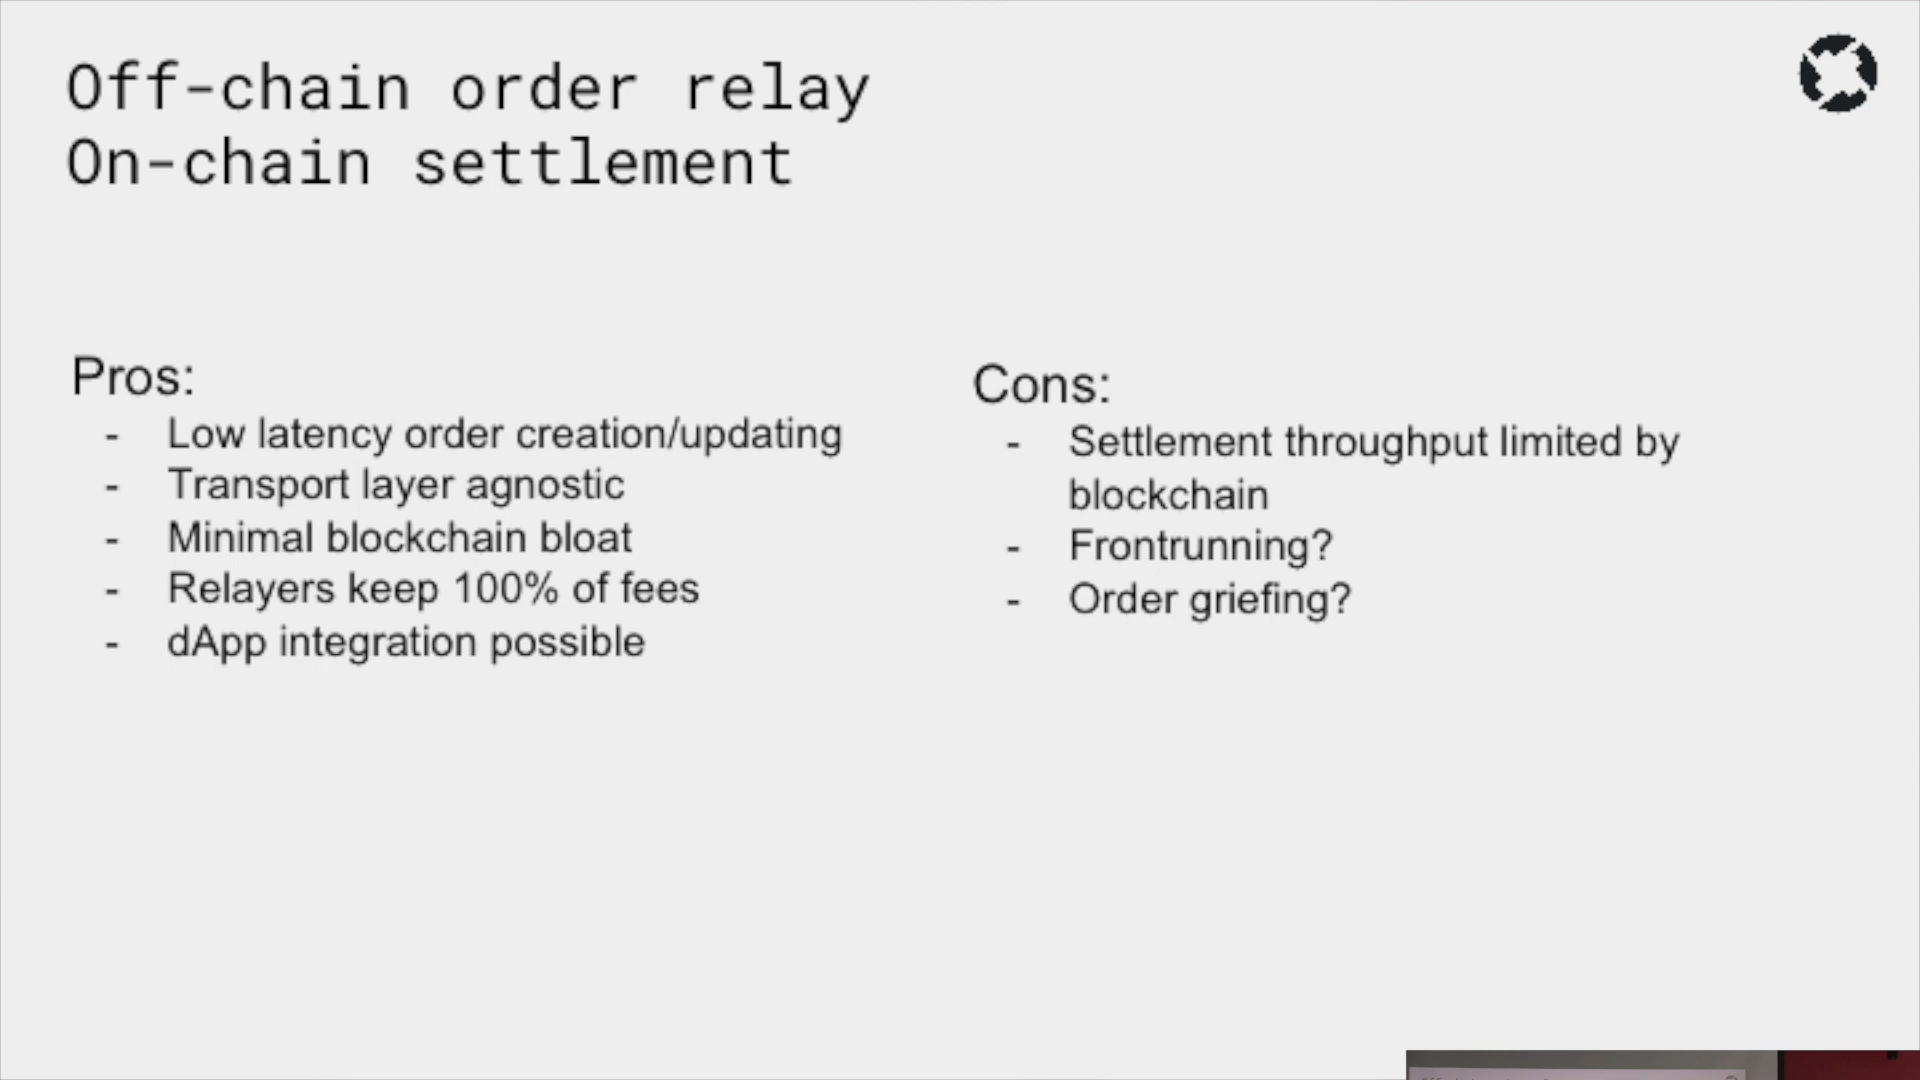 Off-chain order relay
On-chain settlement
Pros:
- Low latency order creation/updating
- Transport layer agnostic
- Minimal blockchain bloat
- Relayers keep 100% of fees
- dApp integration possible
Cons:
- Settlement throughput limited by
blockchain
- Frontrunning?
- Order griefing?